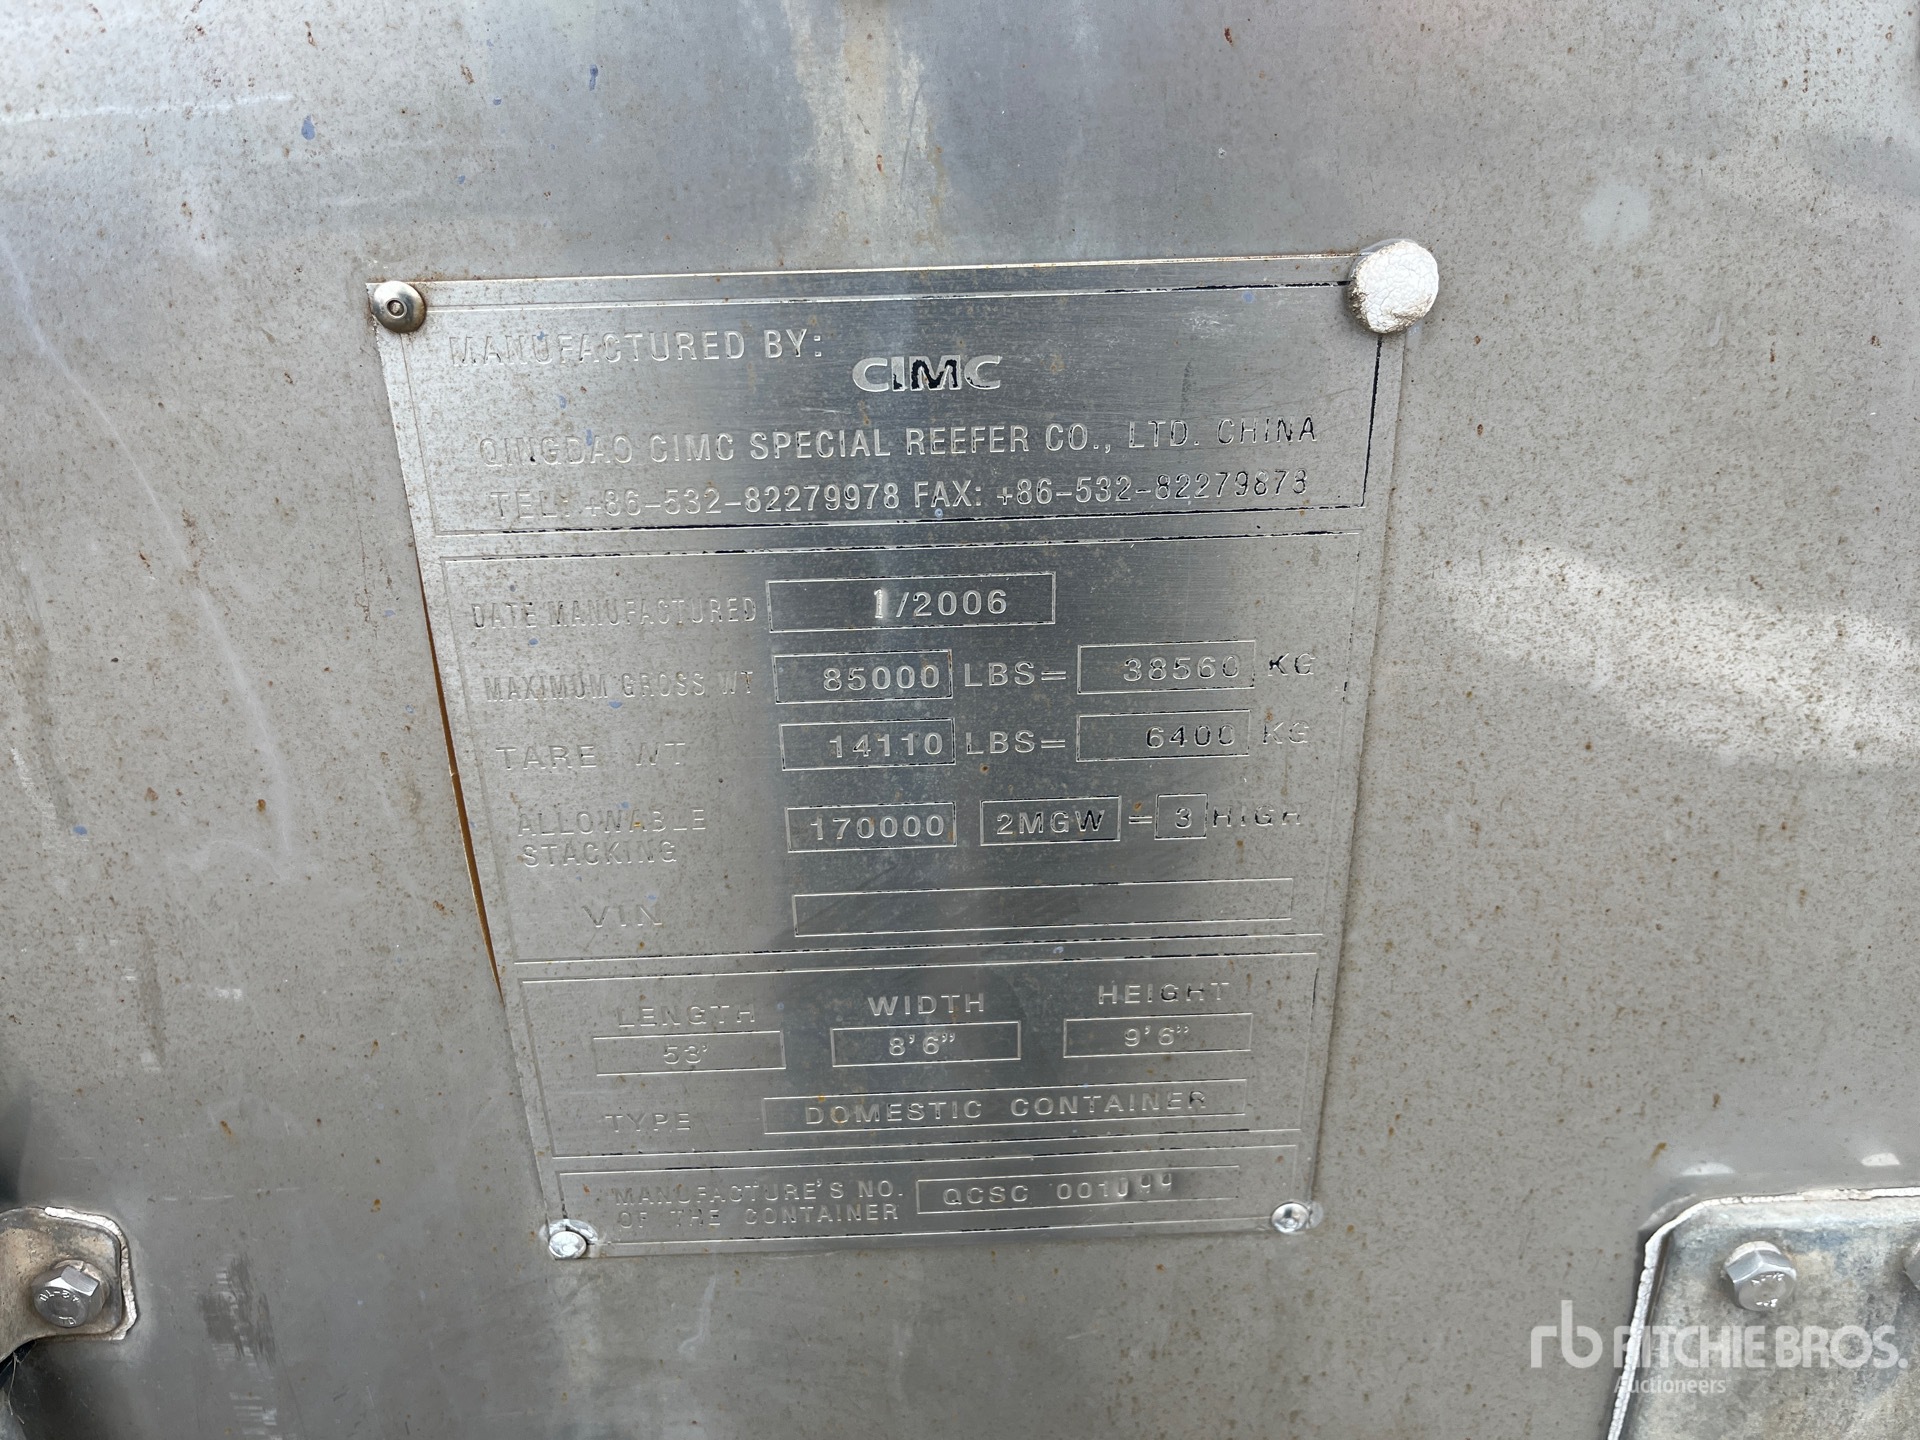 MANUFACTURED BY:
CIMC
QINGDAO CIMC SPECIAL REEFER CO., LTD. CHINA
TEL: +86-532-82279978 FAX: +86-532-82279878
DATE MANUFACTURED 1/2006
MAXIMUM GROSS WT 85000 LBS= 38560 KG
TARE WT 14110 LBS= 6400 KG
ALLOWABLE STACKING 170000 2MGW = 3 HIGH
VIN
LENGTH WIDTH HEIGHT
53' 8'6" 9'6"
TYPE DOMESTIC CONTAINER
MANUFACTURE'S NO. OF THE CONTAINER QCSC
rb RITCHIE BROS.
Auctioneers